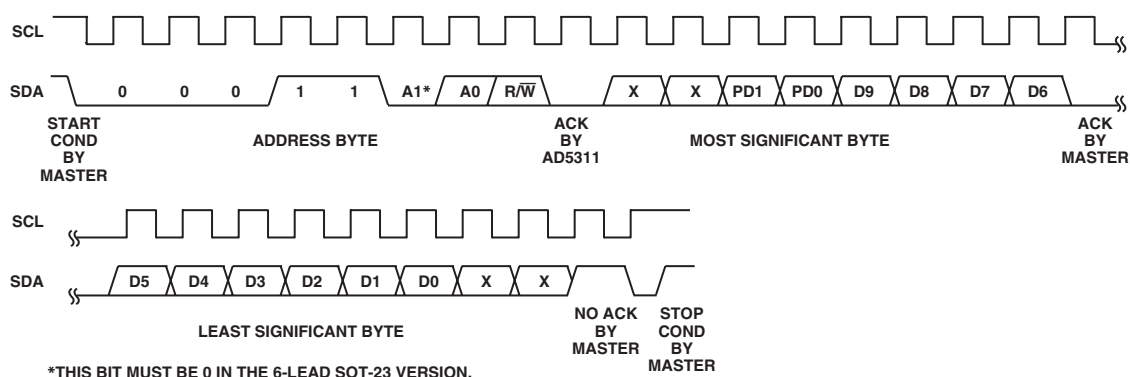 SCL
SDA 0 0 0 1 1 A1* A0 R/W̅ X X PD1 PD0 D9 D8 D7 D6
START COND BY MASTER
ADDRESS BYTE
ACK BY AD5311
MOST SIGNIFICANT BYTE
ACK BY MASTER
SCL
SDA D5 D4 D3 D2 D1 D0 X X
LEAST SIGNIFICANT BYTE
NO ACK BY MASTER
STOP COND BY MASTER
*THIS BIT MUST BE 0 IN THE 6-LEAD SOT-23 VERSION.